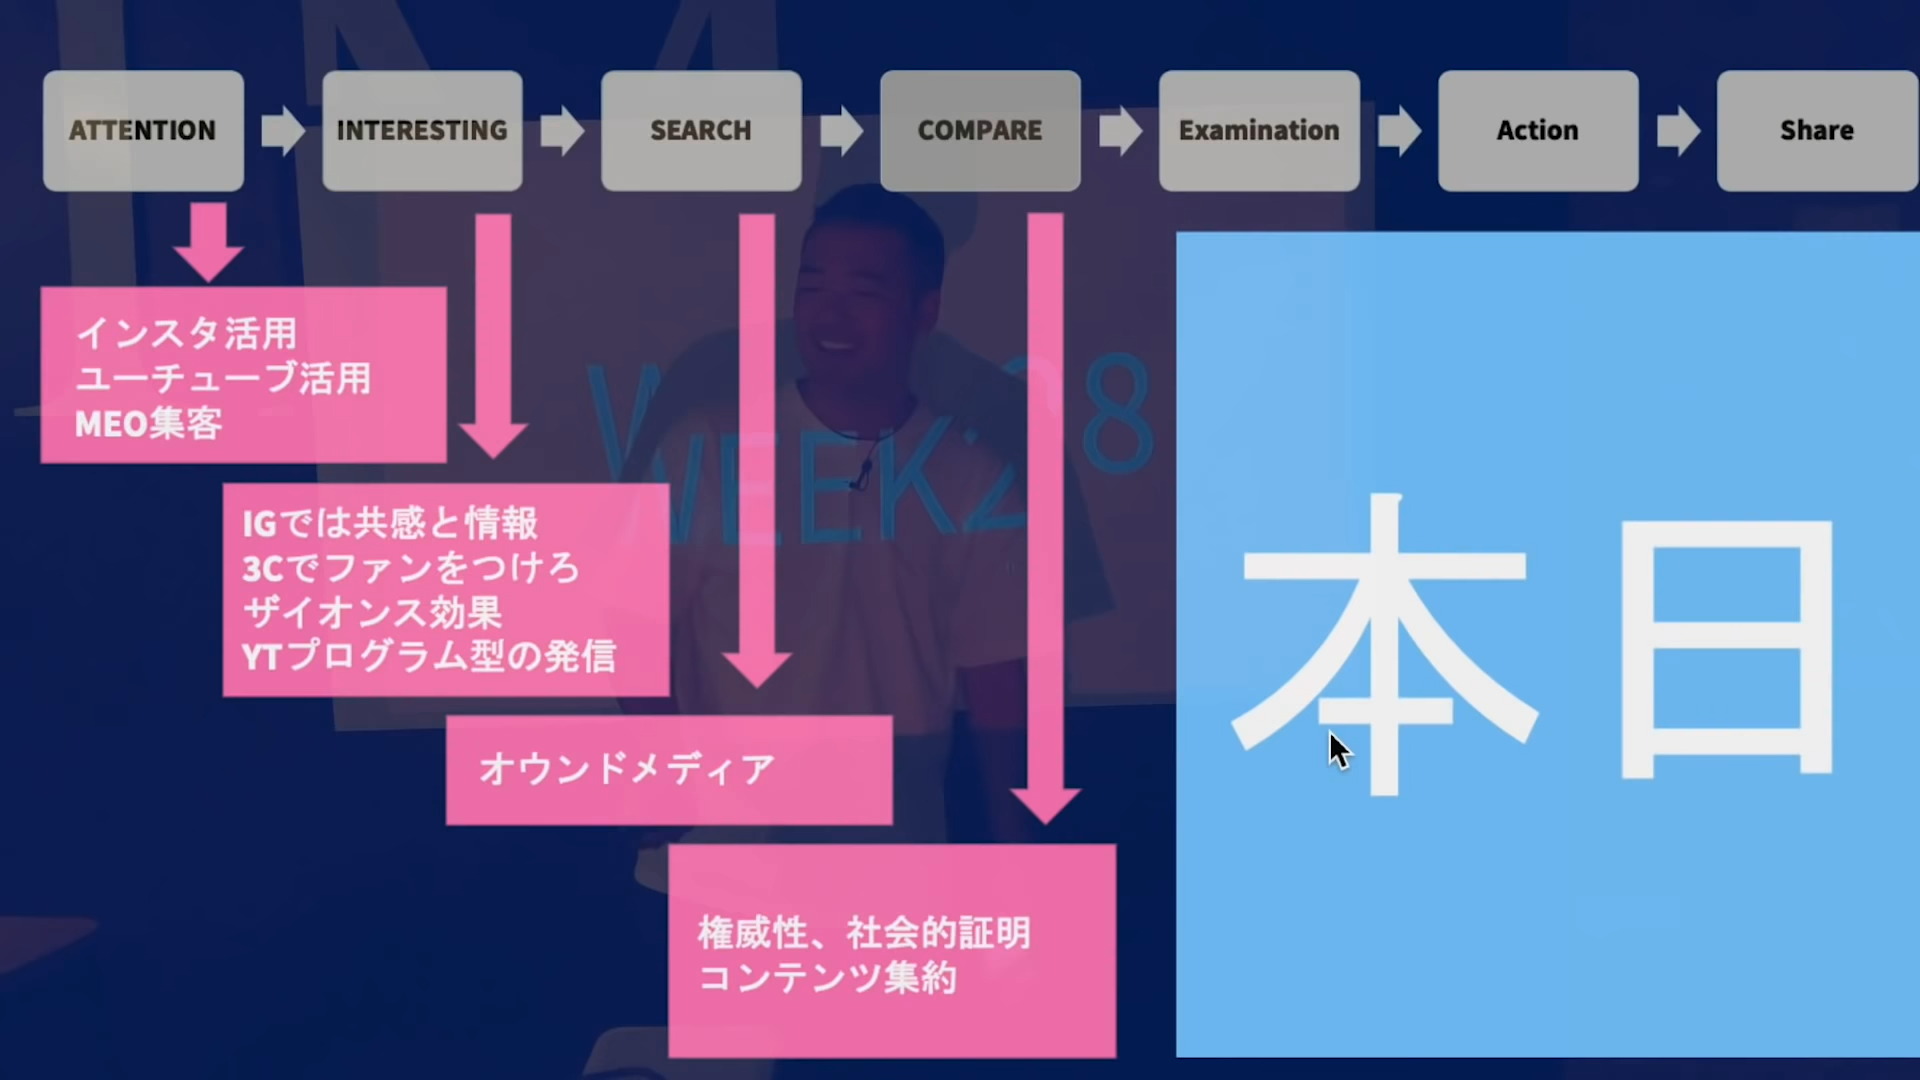 ATTENTION
INTERESTING
SEARCH
COMPARE
Examination
Action
Share
インスタ活用
ユーチューブ活用
MEO集客
IGでは共感と情報
3Cでファンをつけろ
ザイオンス効果
YTプログラム型の発信
オウンドメディア
権威性、社会的証明
コンテンツ集約
本日
WEEK2
8